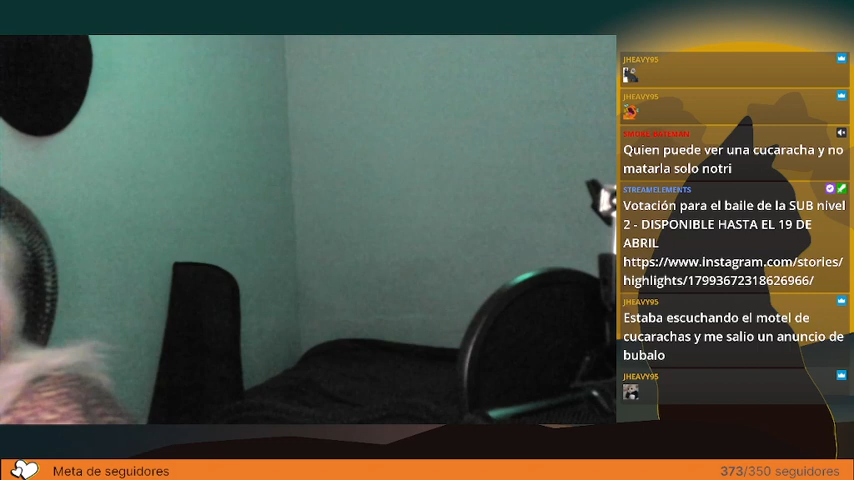 JHEAVY95
JHEAVY95
SMOKE_BATEMAN
Quien puede ver una cucaracha y no
matarla solo notri
STREAMELEMENTS
Votación para el baile de la SUB nivel
2 - DISPONIBLE HASTA EL 19 DE
ABRIL
https://www.instagram.com/stories/
highlights/17993672318626966/
JHEAVY95
Estaba escuchando el motel de
cucarachas y me salio un anuncio de
bubalo
JHEAVY95
Meta de seguidores
373/350 seguidores